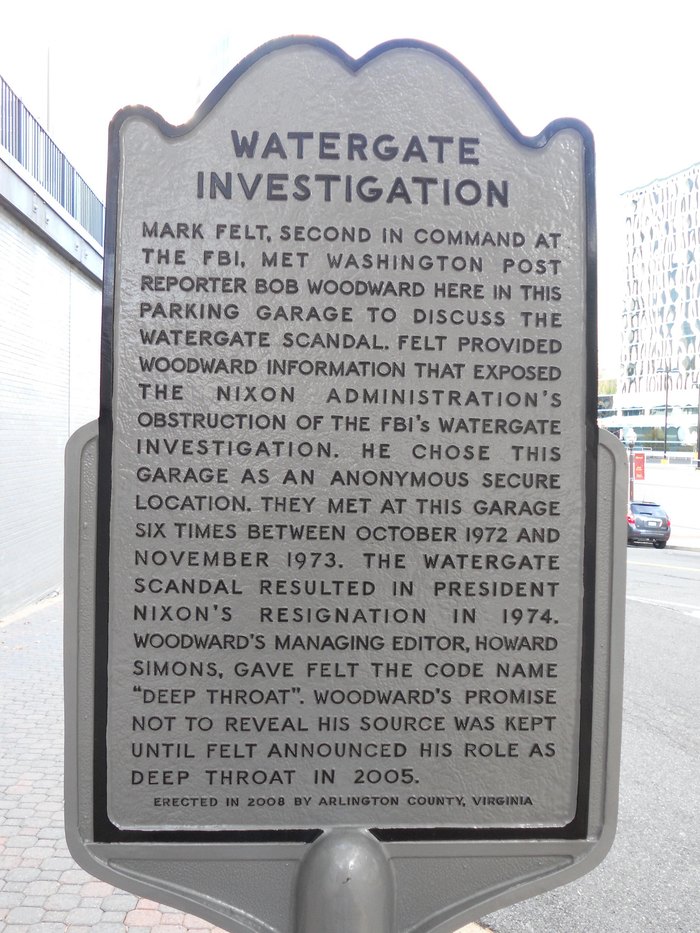 WATERGATE
INVESTIGATION
MARK FELT, SECOND IN COMMAND AT
THE FBI, MET WASHINGTON POST
REPORTER BOB WOODWARD HERE IN THIS
PARKING GARAGE TO DISCUSS THE
WATERGATE SCANDAL. FELT PROVIDED
WOODWARD INFORMATION THAT EXPOSED
THE NIXON ADMINISTRATION'S
OBSTRUCTION OF THE FBI's WATERGATE
INVESTIGATION. HE CHOSE THIS
GARAGE AS AN ANONYMOUS SECURE
LOCATION. THEY MET AT THIS GARAGE
SIX TIMES BETWEEN OCTOBER 1972 AND
NOVEMBER 1973. THE WATERGATE
SCANDAL RESULTED IN PRESIDENT
NIXON'S RESIGNATION IN 1974.
WOODWARD'S MANAGING EDITOR, HOWARD
SIMONS, GAVE FELT THE CODE NAME
“DEEP THROAT”. WOODWARD'S PROMISE
NOT TO REVEAL HIS SOURCE WAS KEPT
UNTIL FELT ANNOUNCED HIS ROLE AS
DEEP THROAT IN 2005.
ERECTED IN 2008 BY ARLINGTON COUNTY, VIRGINIA